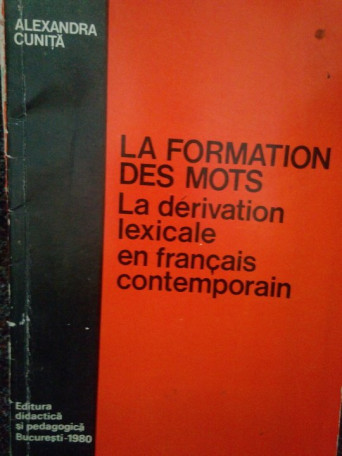 ALEXANDRA
CUNIȚĂ
LA FORMATION
DES MOTS
La dérivation
lexicale
en français
contemporain
Editura
didactică
și pedagogică
București-1980